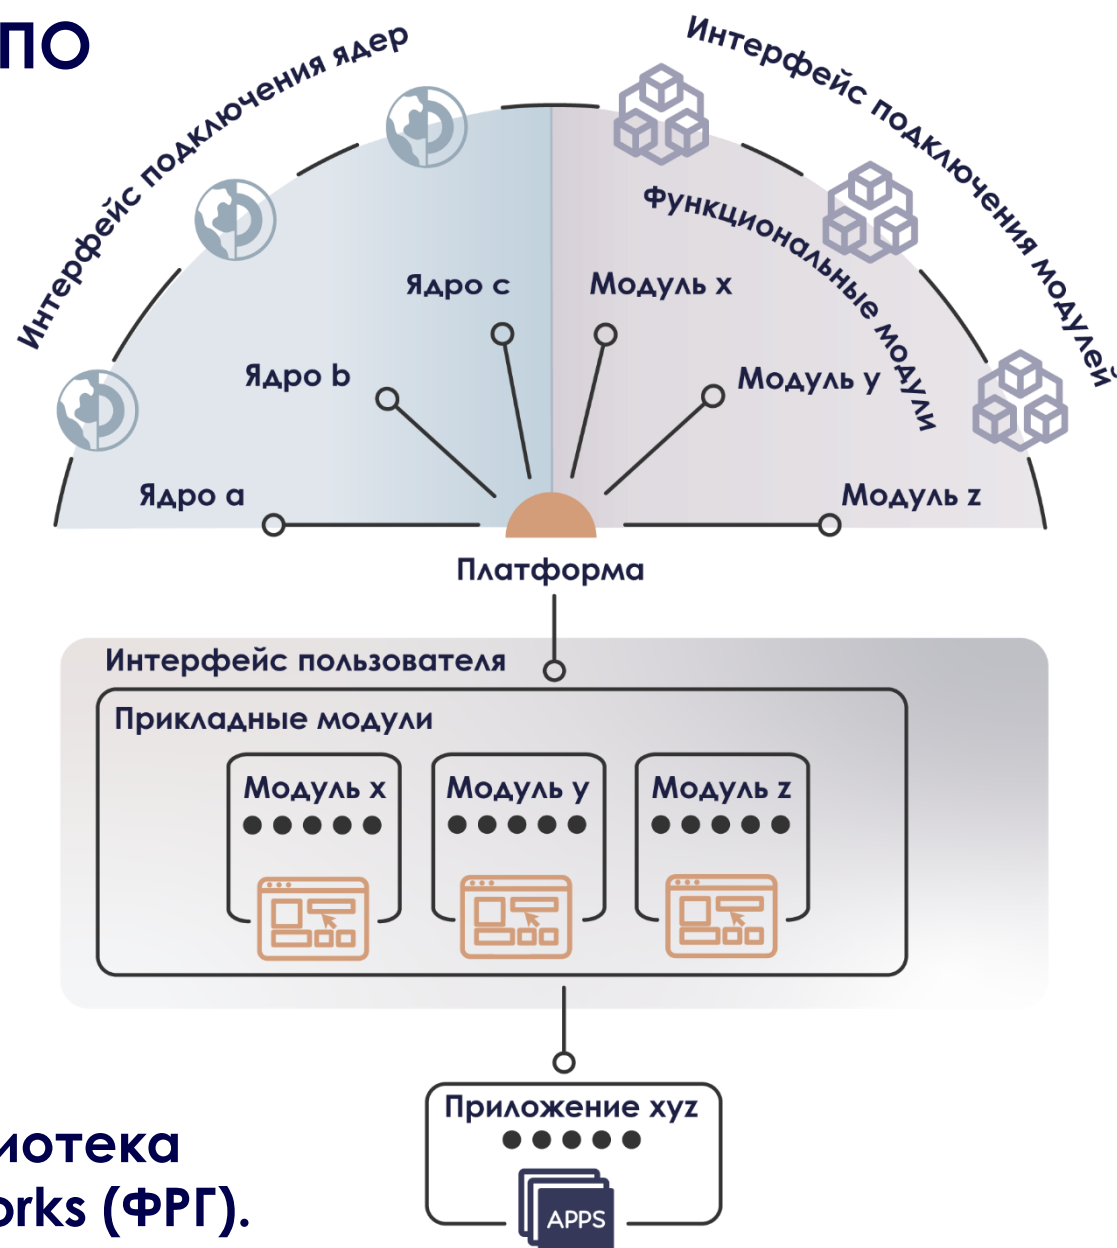 ПО
Интерфейс подключения ядер
Интерфейс подключения модулей
Функциональные модули
Ядро c
Модуль x
Ядро b
Модуль y
Ядро a
Модуль z
Платформа
Интерфейс пользователя
Прикладные модули
Модуль x
Модуль y
Модуль z
Приложение xyz
APPS
иотека
orks (ФРГ).